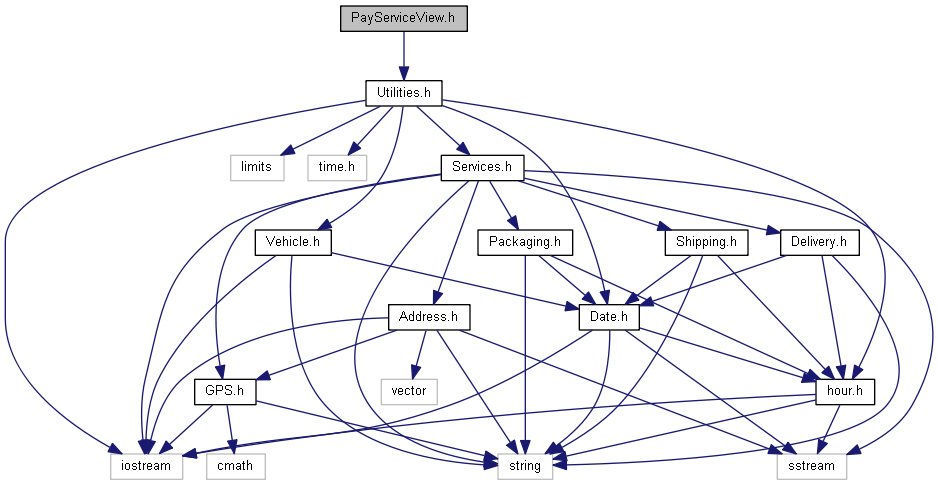 PayServiceView.h
Utilities.h
limits
time.h
Services.h
Vehicle.h
Packaging.h
Shipping.h
Delivery.h
Address.h
Date.h
GPS.h
vector
hour.h
iostream
cmath
string
sstream